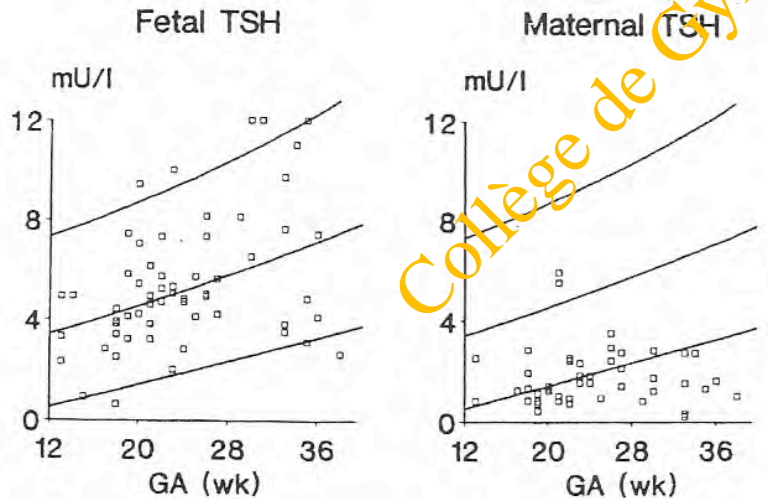 Fetal TSH
mU/l
12
8
4
0
12 20 28 36
GA (wk)
Maternal TSH
mU/l
12
8
4
0
12 20 28 36
GA (wk)
Collège de